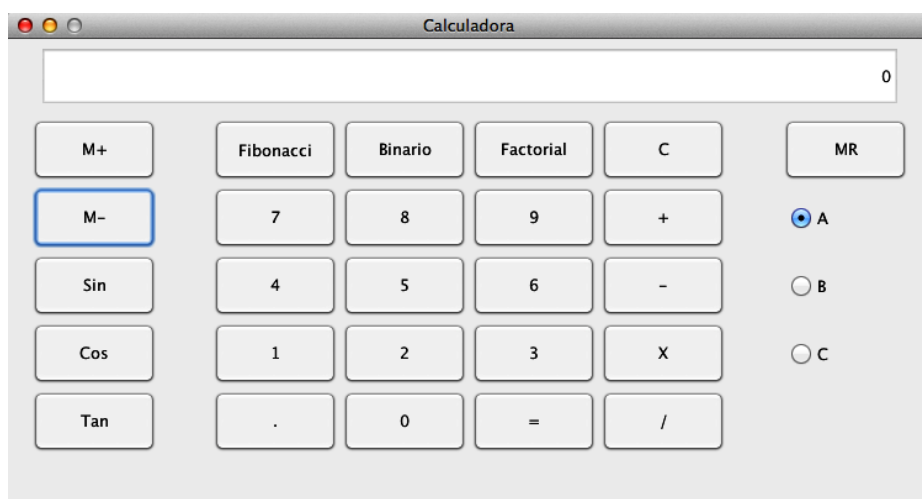 Calculadora
0
M+ Fibonacci Binario Factorial C MR
M- 7 8 9 + A
Sin 4 5 6 - B
Cos 1 2 3 X C
Tan . 0 = /